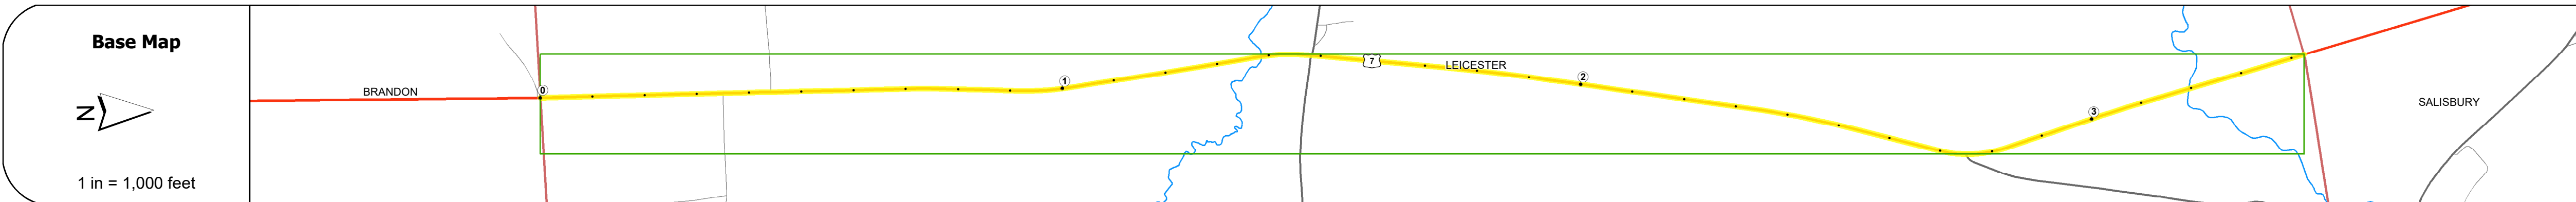 Base Map
N
1 in = 1,000 feet
BRANDON
0
1
7
LEICESTER
2
3
SALISBURY